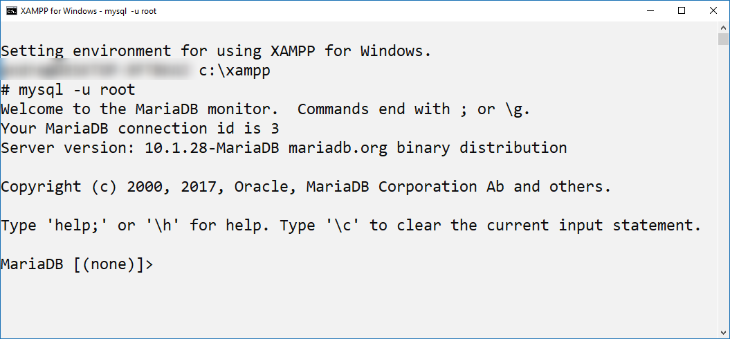 XAMPP for Windows - mysql -u root
Setting environment for using XAMPP for Windows.
c:\xampp
# mysql -u root
Welcome to the MariaDB monitor.  Commands end with ; or \g.
Your MariaDB connection id is 3
Server version: 10.1.28-MariaDB mariadb.org binary distribution
Copyright (c) 2000, 2017, Oracle, MariaDB Corporation Ab and others.
Type 'help;' or '\h' for help. Type '\c' to clear the current input statement.
MariaDB [(none)]>